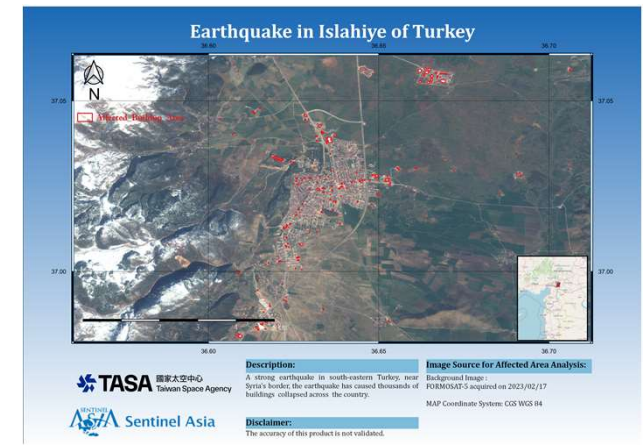 Earthquake in Islahiye of Turkey
36.60 36.65 36.70
37.05 37.05
N
Affected Building Area
37.00 37.00
36.60 36.65 36.70
TASA 國家太空中心
Taiwan Space Agency
SENTINEL
ASIA Sentinel Asia
Description:
A strong earthquake in south-eastern Turkey, near
Syria's border, the earthquake has caused thousands of
buildings collapsed across the country.
Disclaimer:
The accuracy of this product is not validated.
Image Source for Affected Area Analysis:
Background Image :
FORMOSAT-5 acquired on 2023/02/17
MAP Coordinate System: CGS WGS 84